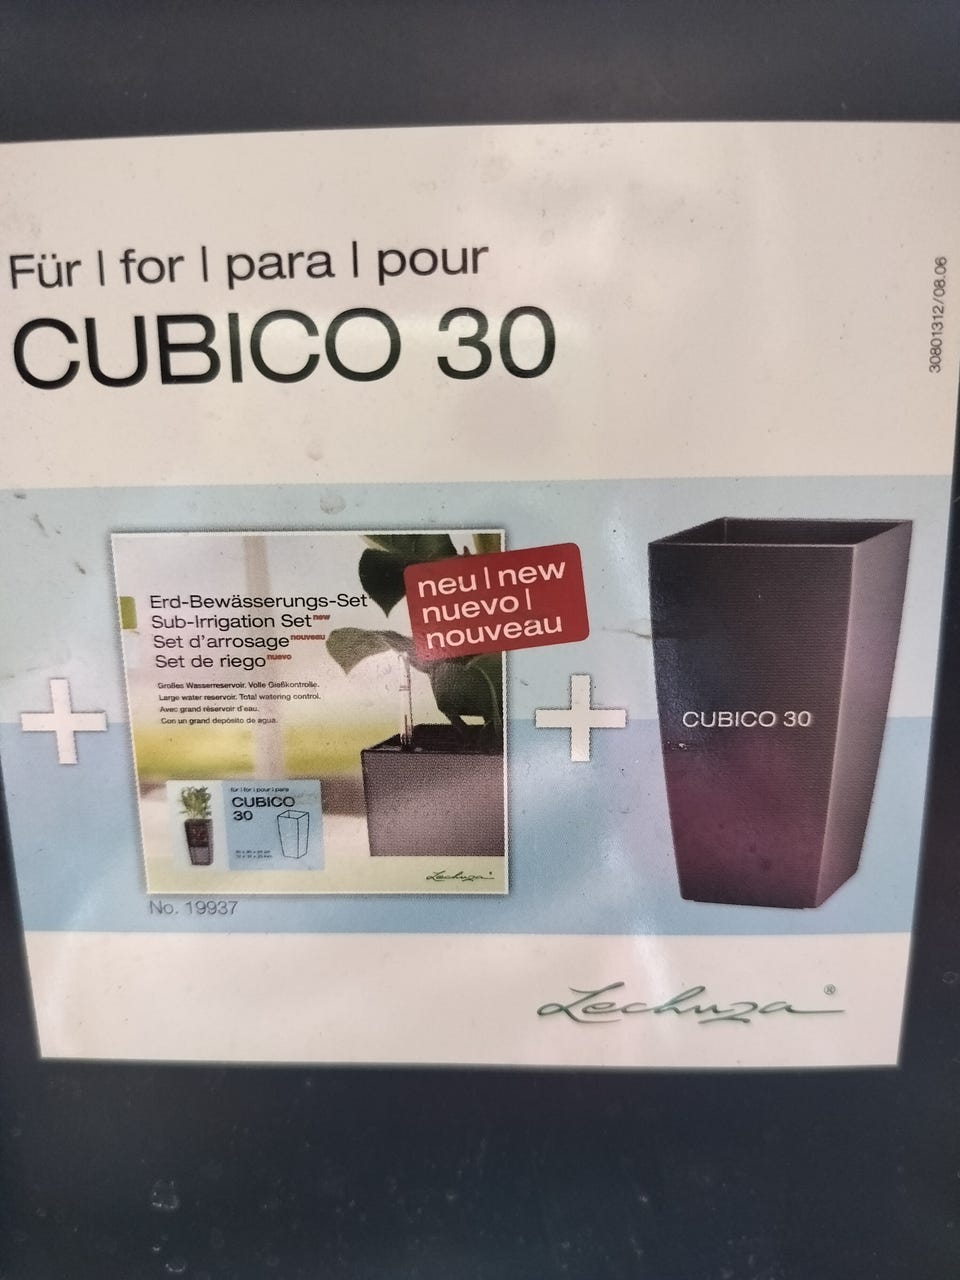 Für | for | para | pour
CUBICO 30
30801312/08.06
neu | new
nuevo |
nouveau
Erd-Bewässerungs-Set
Sub-Irrigation Set new
Set d'arrosage nouveau
Set de riego nuevo
Großes Wasserreservoir. Volle Gießkontrolle.
Large water reservoir. Total watering control.
Avec grand réservoir d'eau.
Con un grand depósito de agua.
für | for | pour | para
CUBICO
30
Lechuza®
No. 19937
CUBICO 30
Lechuza®